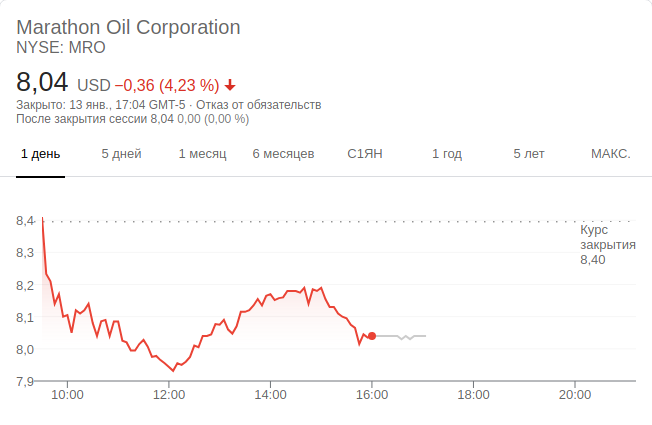 Marathon Oil Corporation
NYSE: MRO
8,04 USD −0,36 (4,23 %)
Закрыто: 13 янв., 17:04 GMT-5 · Отказ от обязательств
После закрытия сессии 8,04 0,00 (0,00 %)
1 день 5 дней 1 месяц 6 месяцев С1ЯН 1 год 5 лет МАКС.
8,4
Курс
закрытия
8,40
8,3
8,2
8,1
8,0
7,9
10:00 12:00 14:00 16:00 18:00 20:00